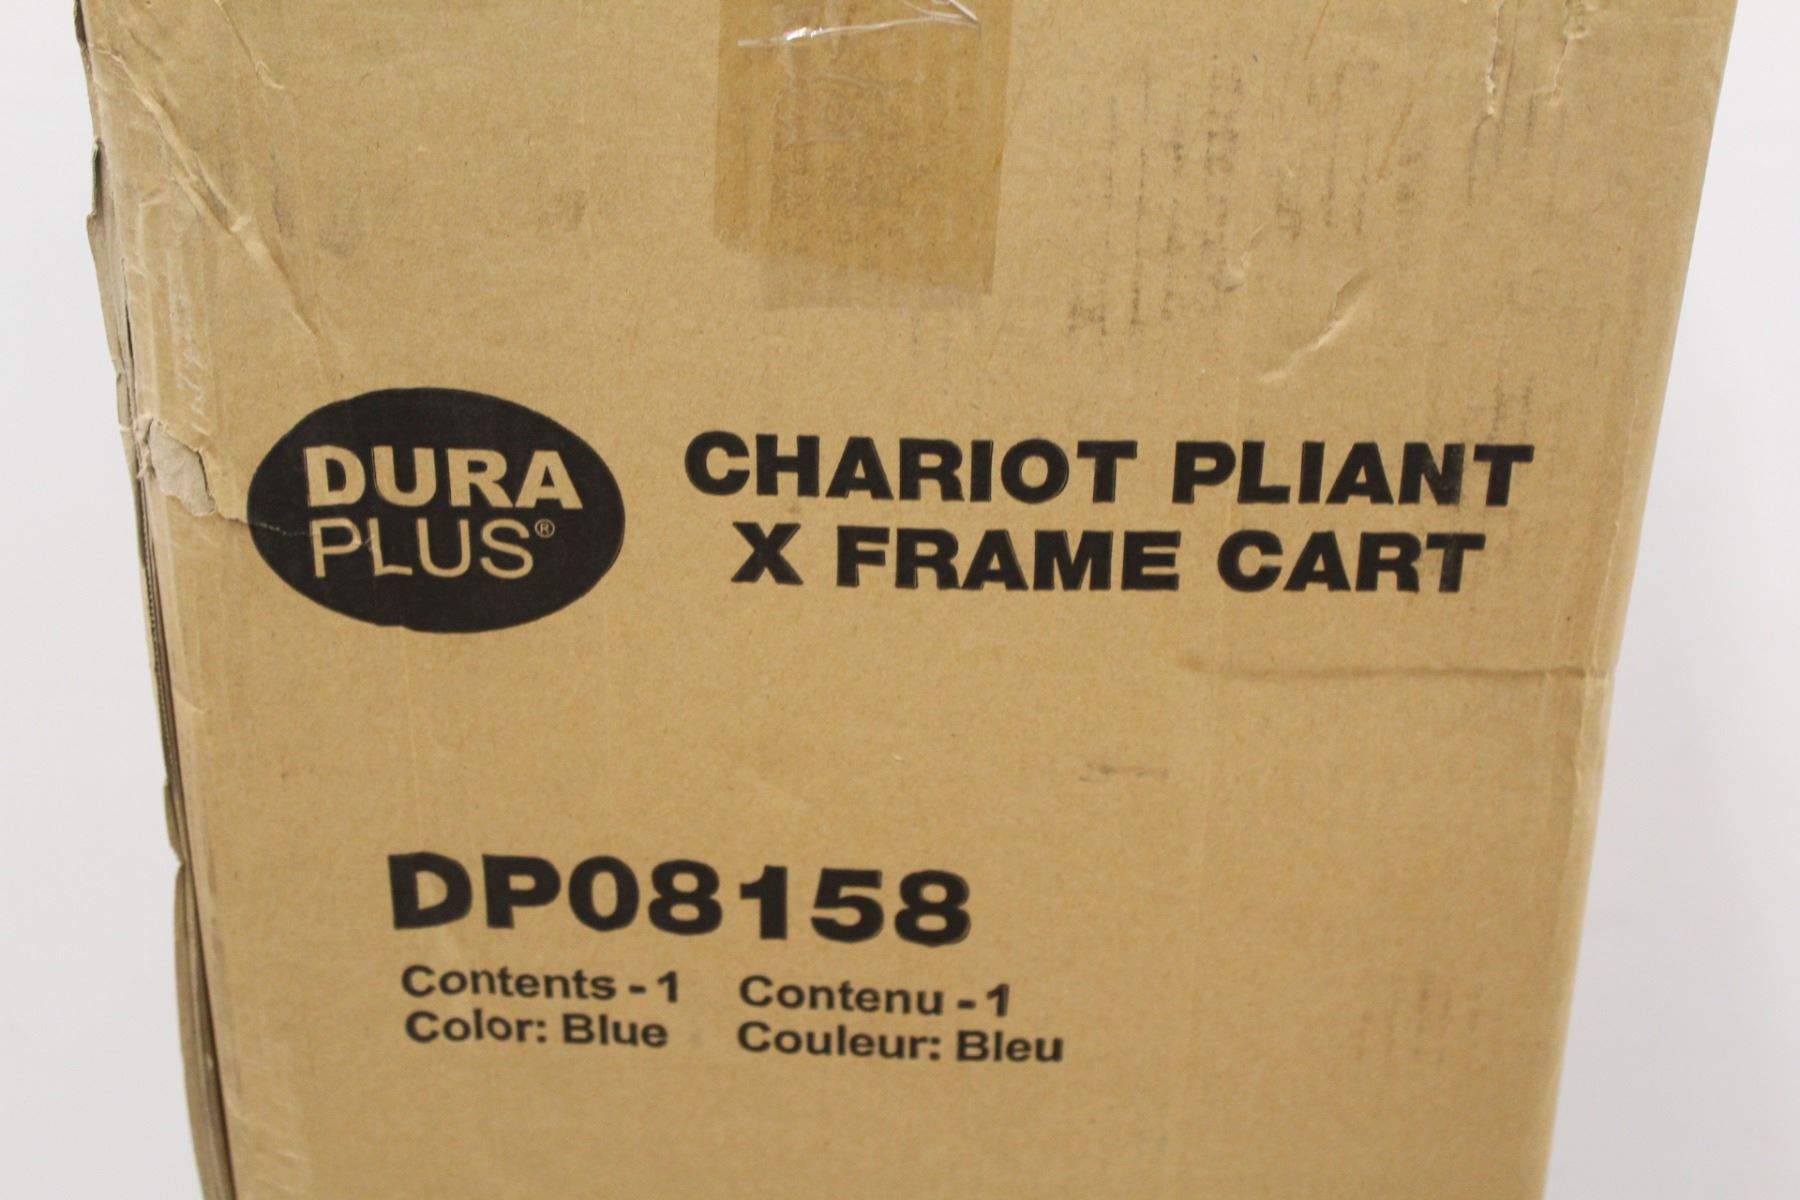 DURA
PLUS®
CHARIOT PLIANT
X FRAME CART
DP08158
Contents - 1
Color: Blue
Contenu - 1
Couleur: Bleu